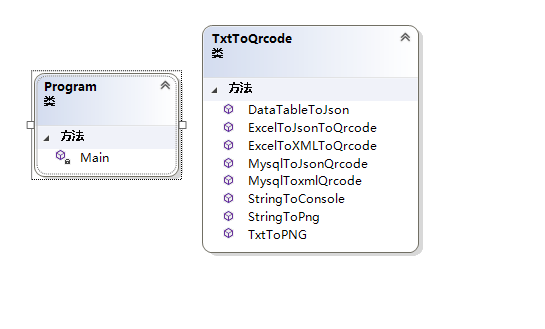 Program
类
方法
Main
TxtToQrcode
类
方法
DataTableToJson
ExcelToJsonToQrcode
ExcelToXMLToQrcode
MysqlToJsonQrcode
MysqlToxmlQrcode
StringToConsole
StringToPng
TxtToPNG